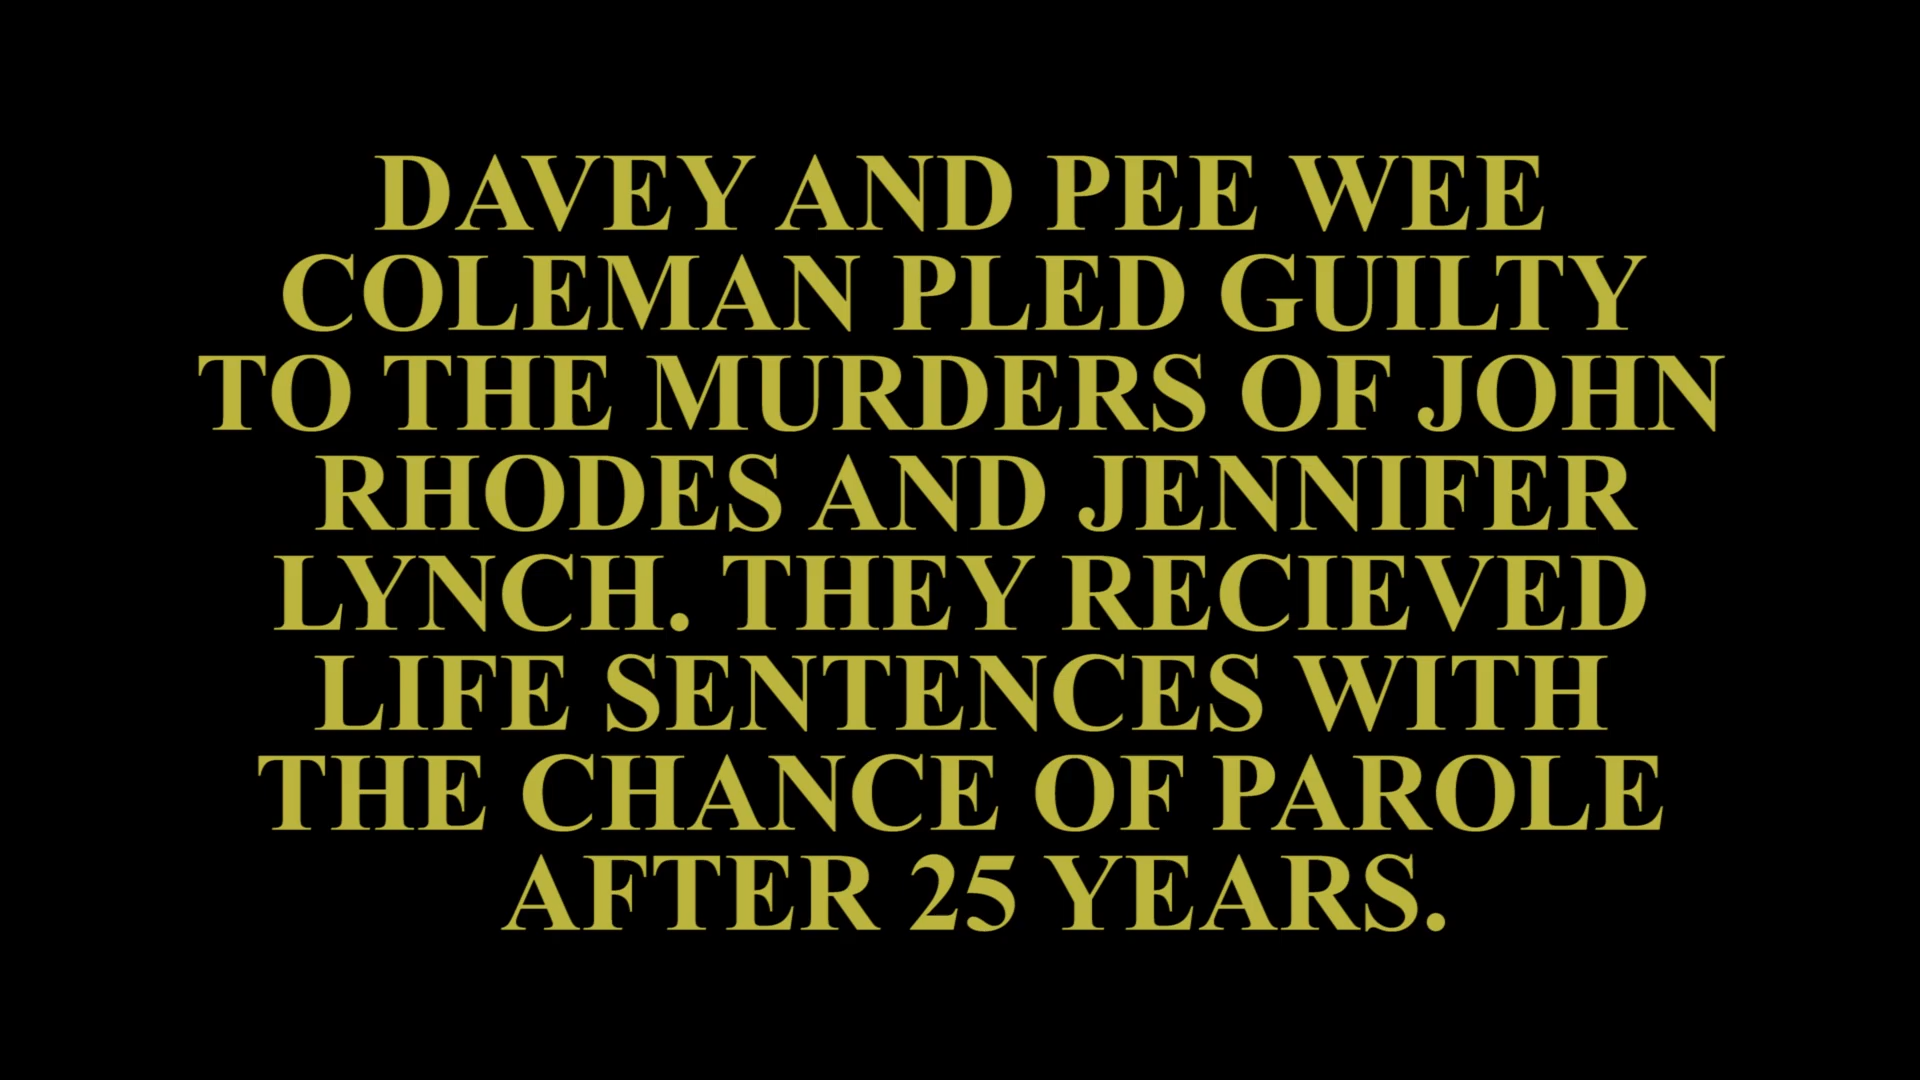 DAVEY AND PEE WEE
COLEMAN PLED GUILTY
TO THE MURDERS OF JOHN
RHODES AND JENNIFER
LYNCH. THEY RECIEVED
LIFE SENTENCES WITH
THE CHANCE OF PAROLE
AFTER 25 YEARS.